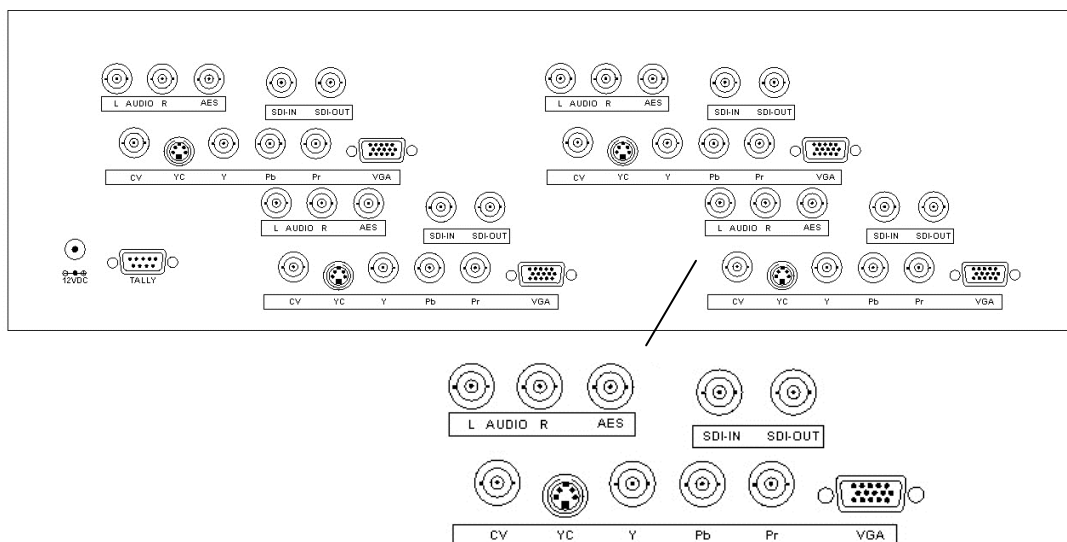 L AUDIO R AES SDI-IN SDI-OUT L AUDIO R AES SDI-IN SDI-OUT
CV YC Y Pb Pr VGA CV YC Y Pb Pr VGA
L AUDIO R AES SDI-IN SDI-OUT L AUDIO R AES SDI-IN SDI-OUT
12VDC TALLY
CV YC Y Pb Pr VGA CV YC Y Pb Pr VGA
L AUDIO R AES SDI-IN SDI-OUT
CV YC Y Pb Pr VGA